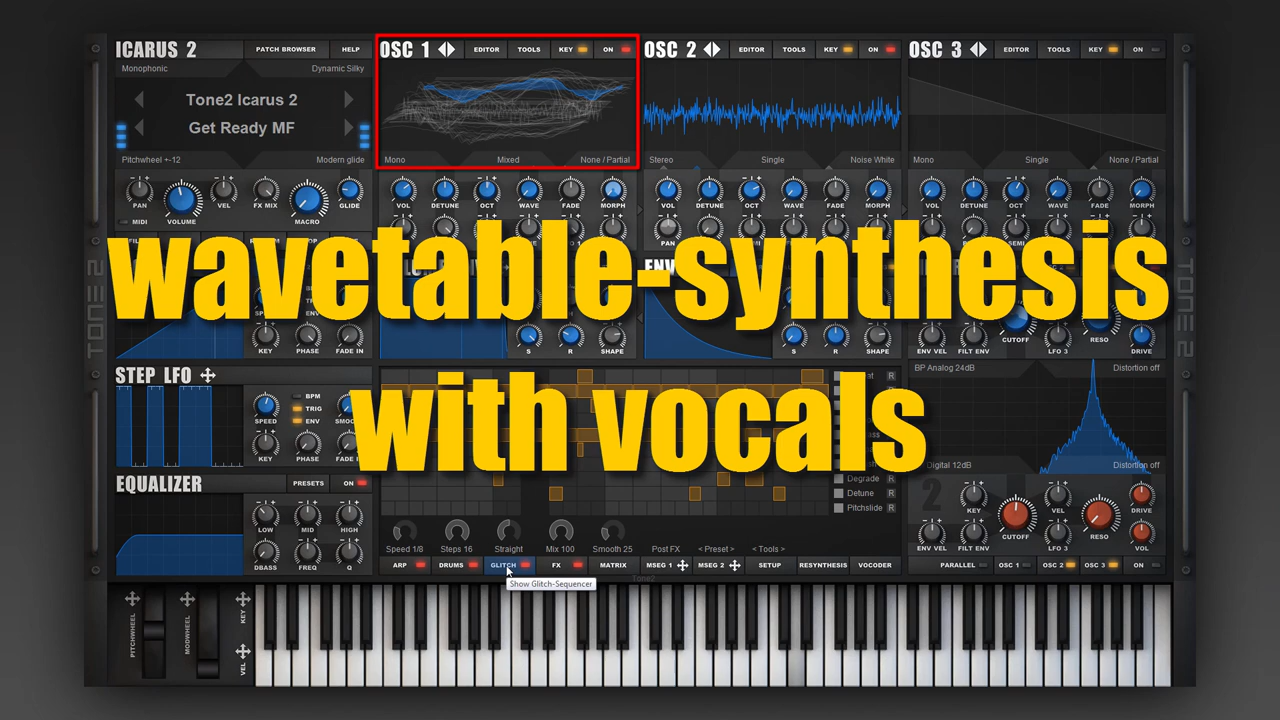 ICARUS 2 PATCH BROWSER HELP OSC 1 EDITOR TOOLS KEY ON OSC 2 EDITOR TOOLS KEY ON OSC 3 EDITOR TOOLS KEY ON
Monophonic Dynamic Silky
Tone2 Icarus 2
Get Ready MF
Pitchwheel +-12 Modern glide Mono Mixed None / Partial Stereo Single Noise White Mono Single None / Partial
PAN VOLUME VEL FX MIX MACRO GLIDE VOL DETUNE OCT WAVE FADE MORPH VOL DETUNE OCT WAVE FADE MORPH VOL DETUNE OCT WAVE FADE MORPH
MIDI PAN
wavetable-synthesis
KEY PHASE FADE IN S R SHAPE S R SHAPE ENV VEL FILT ENV CUTOFF LFO 3 RESO DRIVE
TONE 2
TONE 2
STEP LFO BP Analog 24dB Distortion off
BPM
SPEED TRIG
ENV
KEY PHASE
with vocals
Digital 12dB Distortion off
EQUALIZER PRESETS ON
Degrade R
Detune R
Pitchslide R
LOW MID HIGH
DBASS FREQ Q
2 KEY CUTOFF VEL RESO DRIVE
ENV VEL FILT ENV LFO 3 VOL
Speed 1/8 Steps 16 Straight Mix 100 Smooth 25 Post FX < Preset > < Tools >
ARP DRUMS GLITCH FX MATRIX MSEG 1 MSEG 2 SETUP RESYNTHESIS VOCODER PARALLEL OSC 1 OSC 2 OSC 3 ON
Tone2
Show Glitch-Sequencer
PITCHWHEEL MODWHEEL KEY
VEL